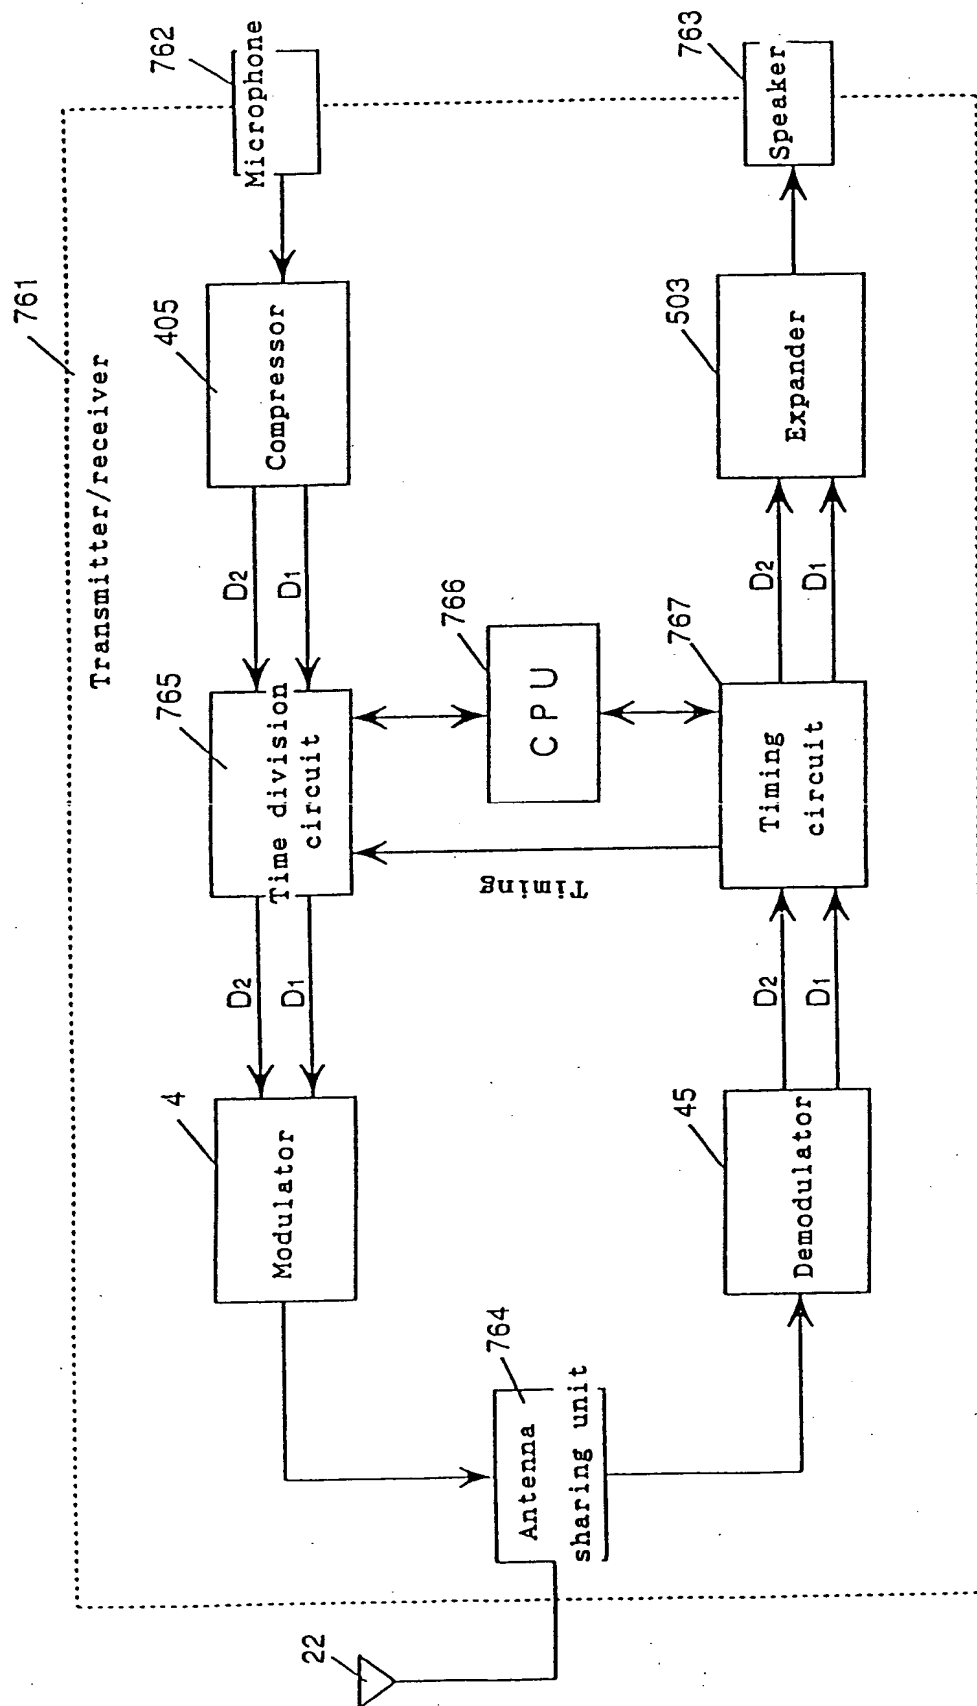 761
Transmitter/receiver
762
Microphone
405
Compressor
D2
D1
765
Time division
circuit
D2
D1
4
Modulator
764
Antenna
sharing unit
22
766
CPU
Timing
763
Speaker
503
Expander
D2
D1
767
Timing
circuit
D2
D1
45
Demodulator